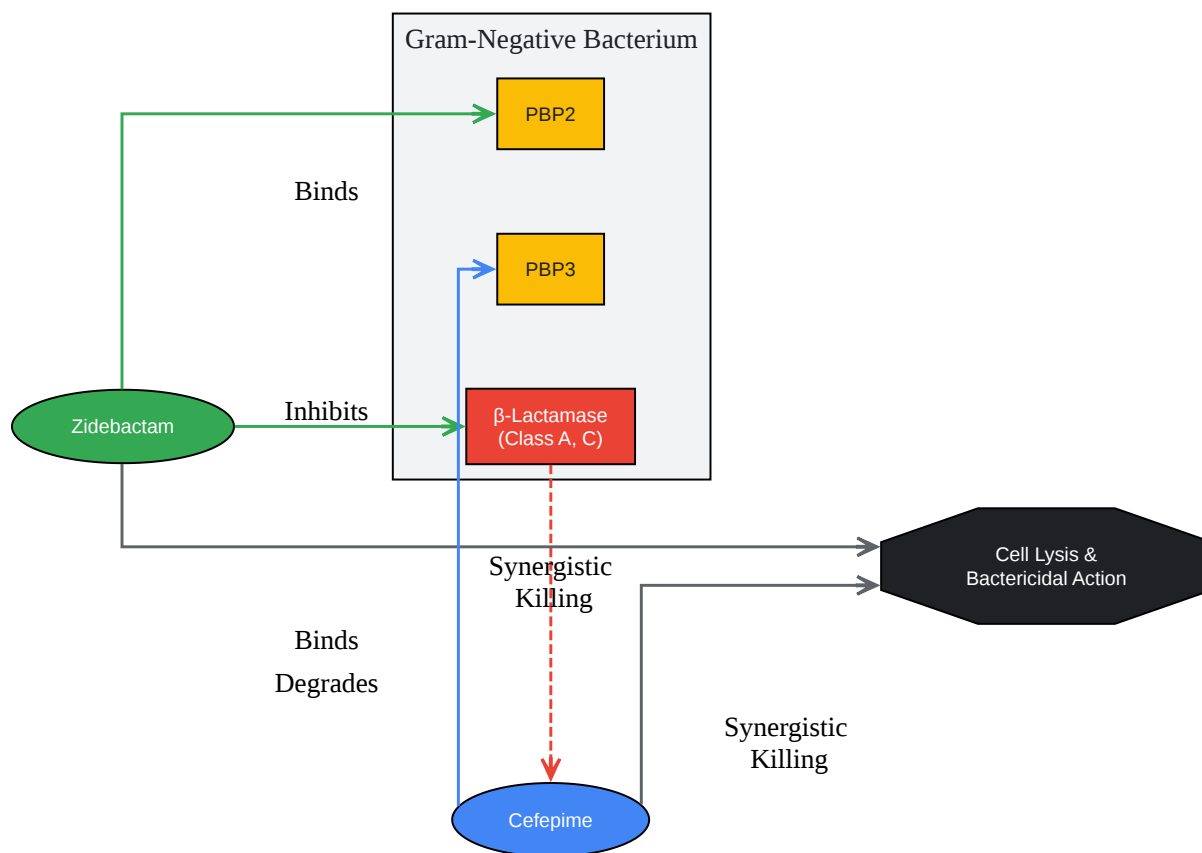 Gram-Negative Bacterium
PBP2
Binds
PBP3
Zidebactam
Inhibits
β-Lactamase
(Class A, C)
Synergistic
Killing
Cell Lysis &
Bactericidal Action
Binds
Degrades
Synergistic
Killing
Cefepime